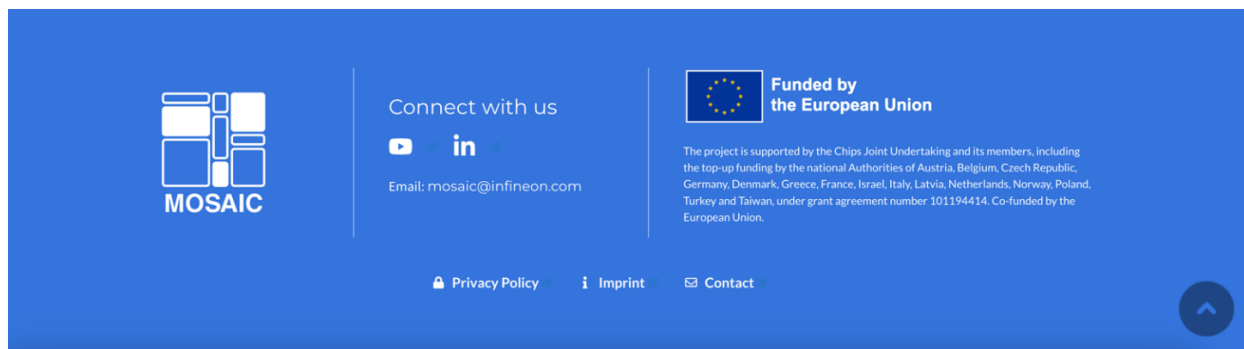 MOSAIC
Connect with us
in
Email: mosaic@infineon.com
Funded by
the European Union
The project is supported by the Chips Joint Undertaking and its members, including
the top-up funding by the national Authorities of Austria, Belgium, Czech Republic,
Germany, Denmark, Greece, France, Israel, Italy, Latvia, Netherlands, Norway, Poland,
Turkey and Taiwan, under grant agreement number 101194414. Co-funded by the
European Union.
Privacy Policy Imprint Contact